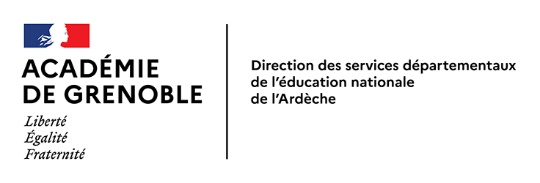 ACADÉMIE
DE GRENOBLE
Liberté
Égalité
Fraternité
Direction des services départementaux
de l'éducation nationale
de l'Ardèche